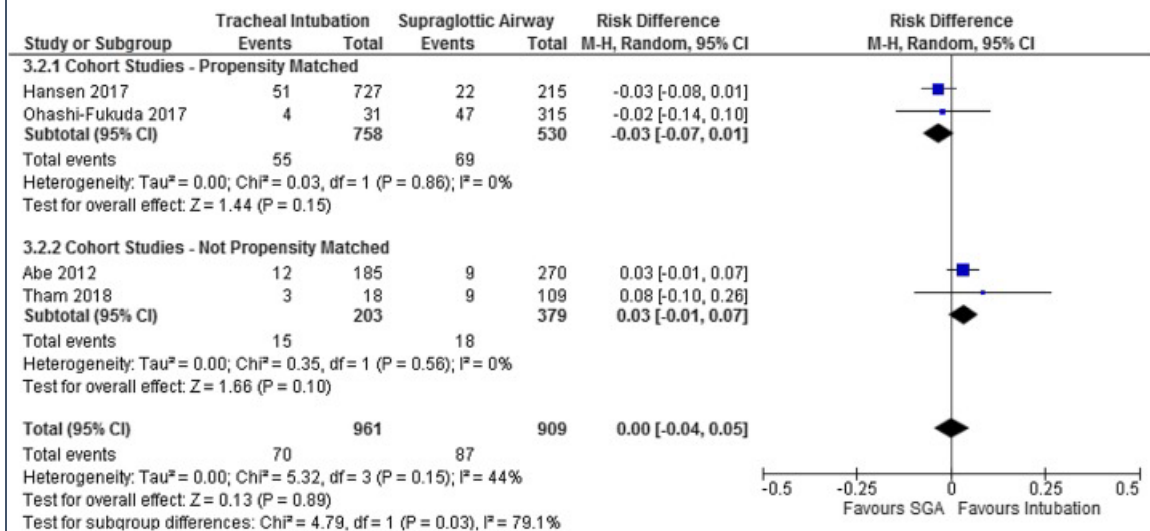 Tracheal Intubation Supraglottic Airway Risk Difference Risk Difference
Study or Subgroup Events Total Events Total M-H, Random, 95% CI M-H, Random, 95% CI
3.2.1 Cohort Studies - Propensity Matched
Hansen 2017 51 727 22 215 -0.03 [-0.08, 0.01]
Ohashi-Fukuda 2017 4 31 47 315 -0.02 [-0.14, 0.10]
Subtotal (95% CI) 758 530 -0.03 [-0.07, 0.01]
Total events 55 69
Heterogeneity: Tau² = 0.00; Chi² = 0.03, df = 1 (P = 0.86); I² = 0%
Test for overall effect: Z = 1.44 (P = 0.15)
3.2.2 Cohort Studies - Not Propensity Matched
Abe 2012 12 185 9 270 0.03 [-0.01, 0.07]
Tham 2018 3 18 9 109 0.08 [-0.10, 0.26]
Subtotal (95% CI) 203 379 0.03 [-0.01, 0.07]
Total events 15 18
Heterogeneity: Tau² = 0.00; Chi² = 0.35, df = 1 (P = 0.56); I² = 0%
Test for overall effect: Z = 1.66 (P = 0.10)
Total (95% CI) 961 909 0.00 [-0.04, 0.05]
Total events 70 87
Heterogeneity: Tau² = 0.00; Chi² = 5.32, df = 3 (P = 0.15); I² = 44%
Test for overall effect: Z = 0.13 (P = 0.89)
Test for subgroup differences: Chi² = 4.79, df = 1 (P = 0.03), I² = 79.1%
-0.5 -0.25 0 0.25 0.5
Favours SGA Favours Intubation